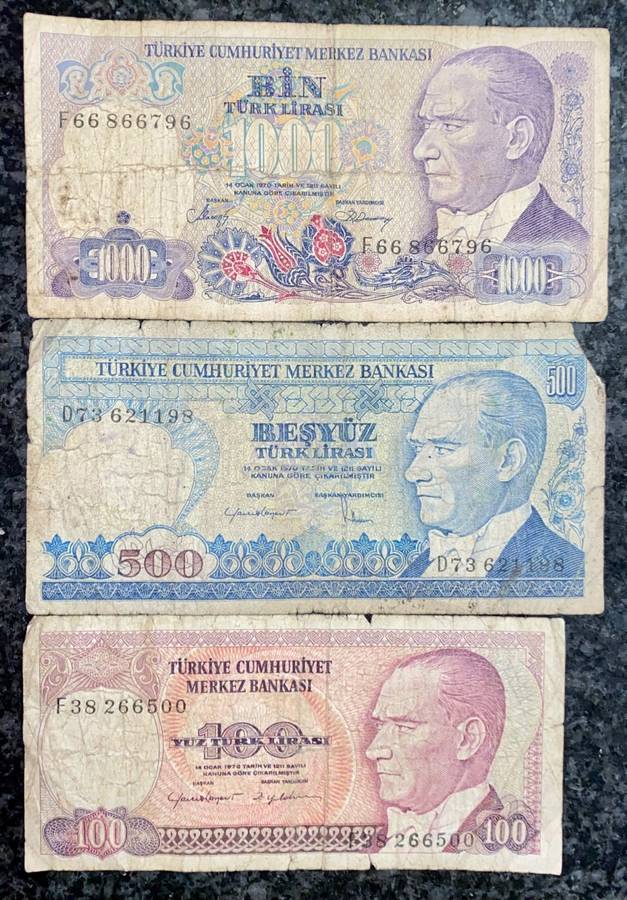 TÜRKİYE CUMHURİYET MERKEZ BANKASI
BİN
TÜRK LİRASI
F66 866796
1000
14 OCAK 1970 TARİH VE 1211 SAYILI
KANUNA GÖRE ÇIKARILMIŞTIR
BAŞKAN BAŞKAN YARDIMCISI
F66 866796
1000 1000
TÜRKİYE CUMHURİYET MERKEZ BANKASI
500
D73 621198
BEŞYÜZ
TÜRK LİRASI
14 OCAK 1970 TARİH VE 1211 SAYILI
KANUNA GÖRE ÇIKARILMIŞTIR
BAŞKAN BAŞKAN YARDIMCISI
500
D73 621198
TÜRKİYE CUMHURİYET
MERKEZ BANKASI
F38 266500
100
YÜZ TÜRK LİRASI
14 OCAK 1970 TARİH VE 1211 SAYILI
KANUNA GÖRE ÇIKARILMIŞTIR
BAŞKAN BAŞKAN YARDIMCISI
100 F38 266500 100